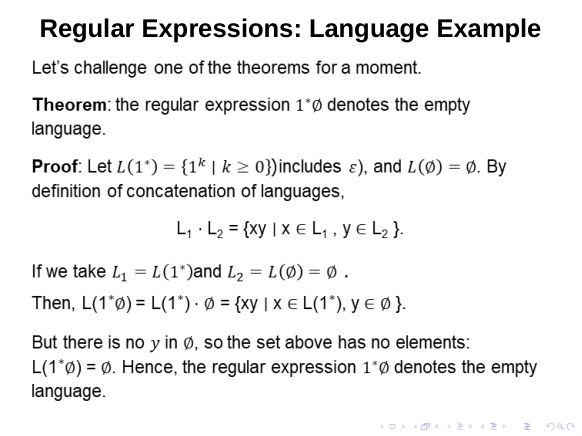 Regular Expressions: Language Example
Let's challenge one of the theorems for a moment.
Theorem: the regular expression 1*∅ denotes the empty
language.
Proof: Let L(1*) = {1ᵏ | k ≥ 0})includes ε), and L(∅) = ∅. By
definition of concatenation of languages,
L₁ · L₂ = {xy | x ∈ L₁ , y ∈ L₂ }.
If we take L₁ = L(1*)and L₂ = L(∅) = ∅ .
Then, L(1*∅) = L(1*) · ∅ = {xy | x ∈ L(1*), y ∈ ∅ }.
But there is no y in ∅, so the set above has no elements:
L(1*∅) = ∅. Hence, the regular expression 1*∅ denotes the empty
language.